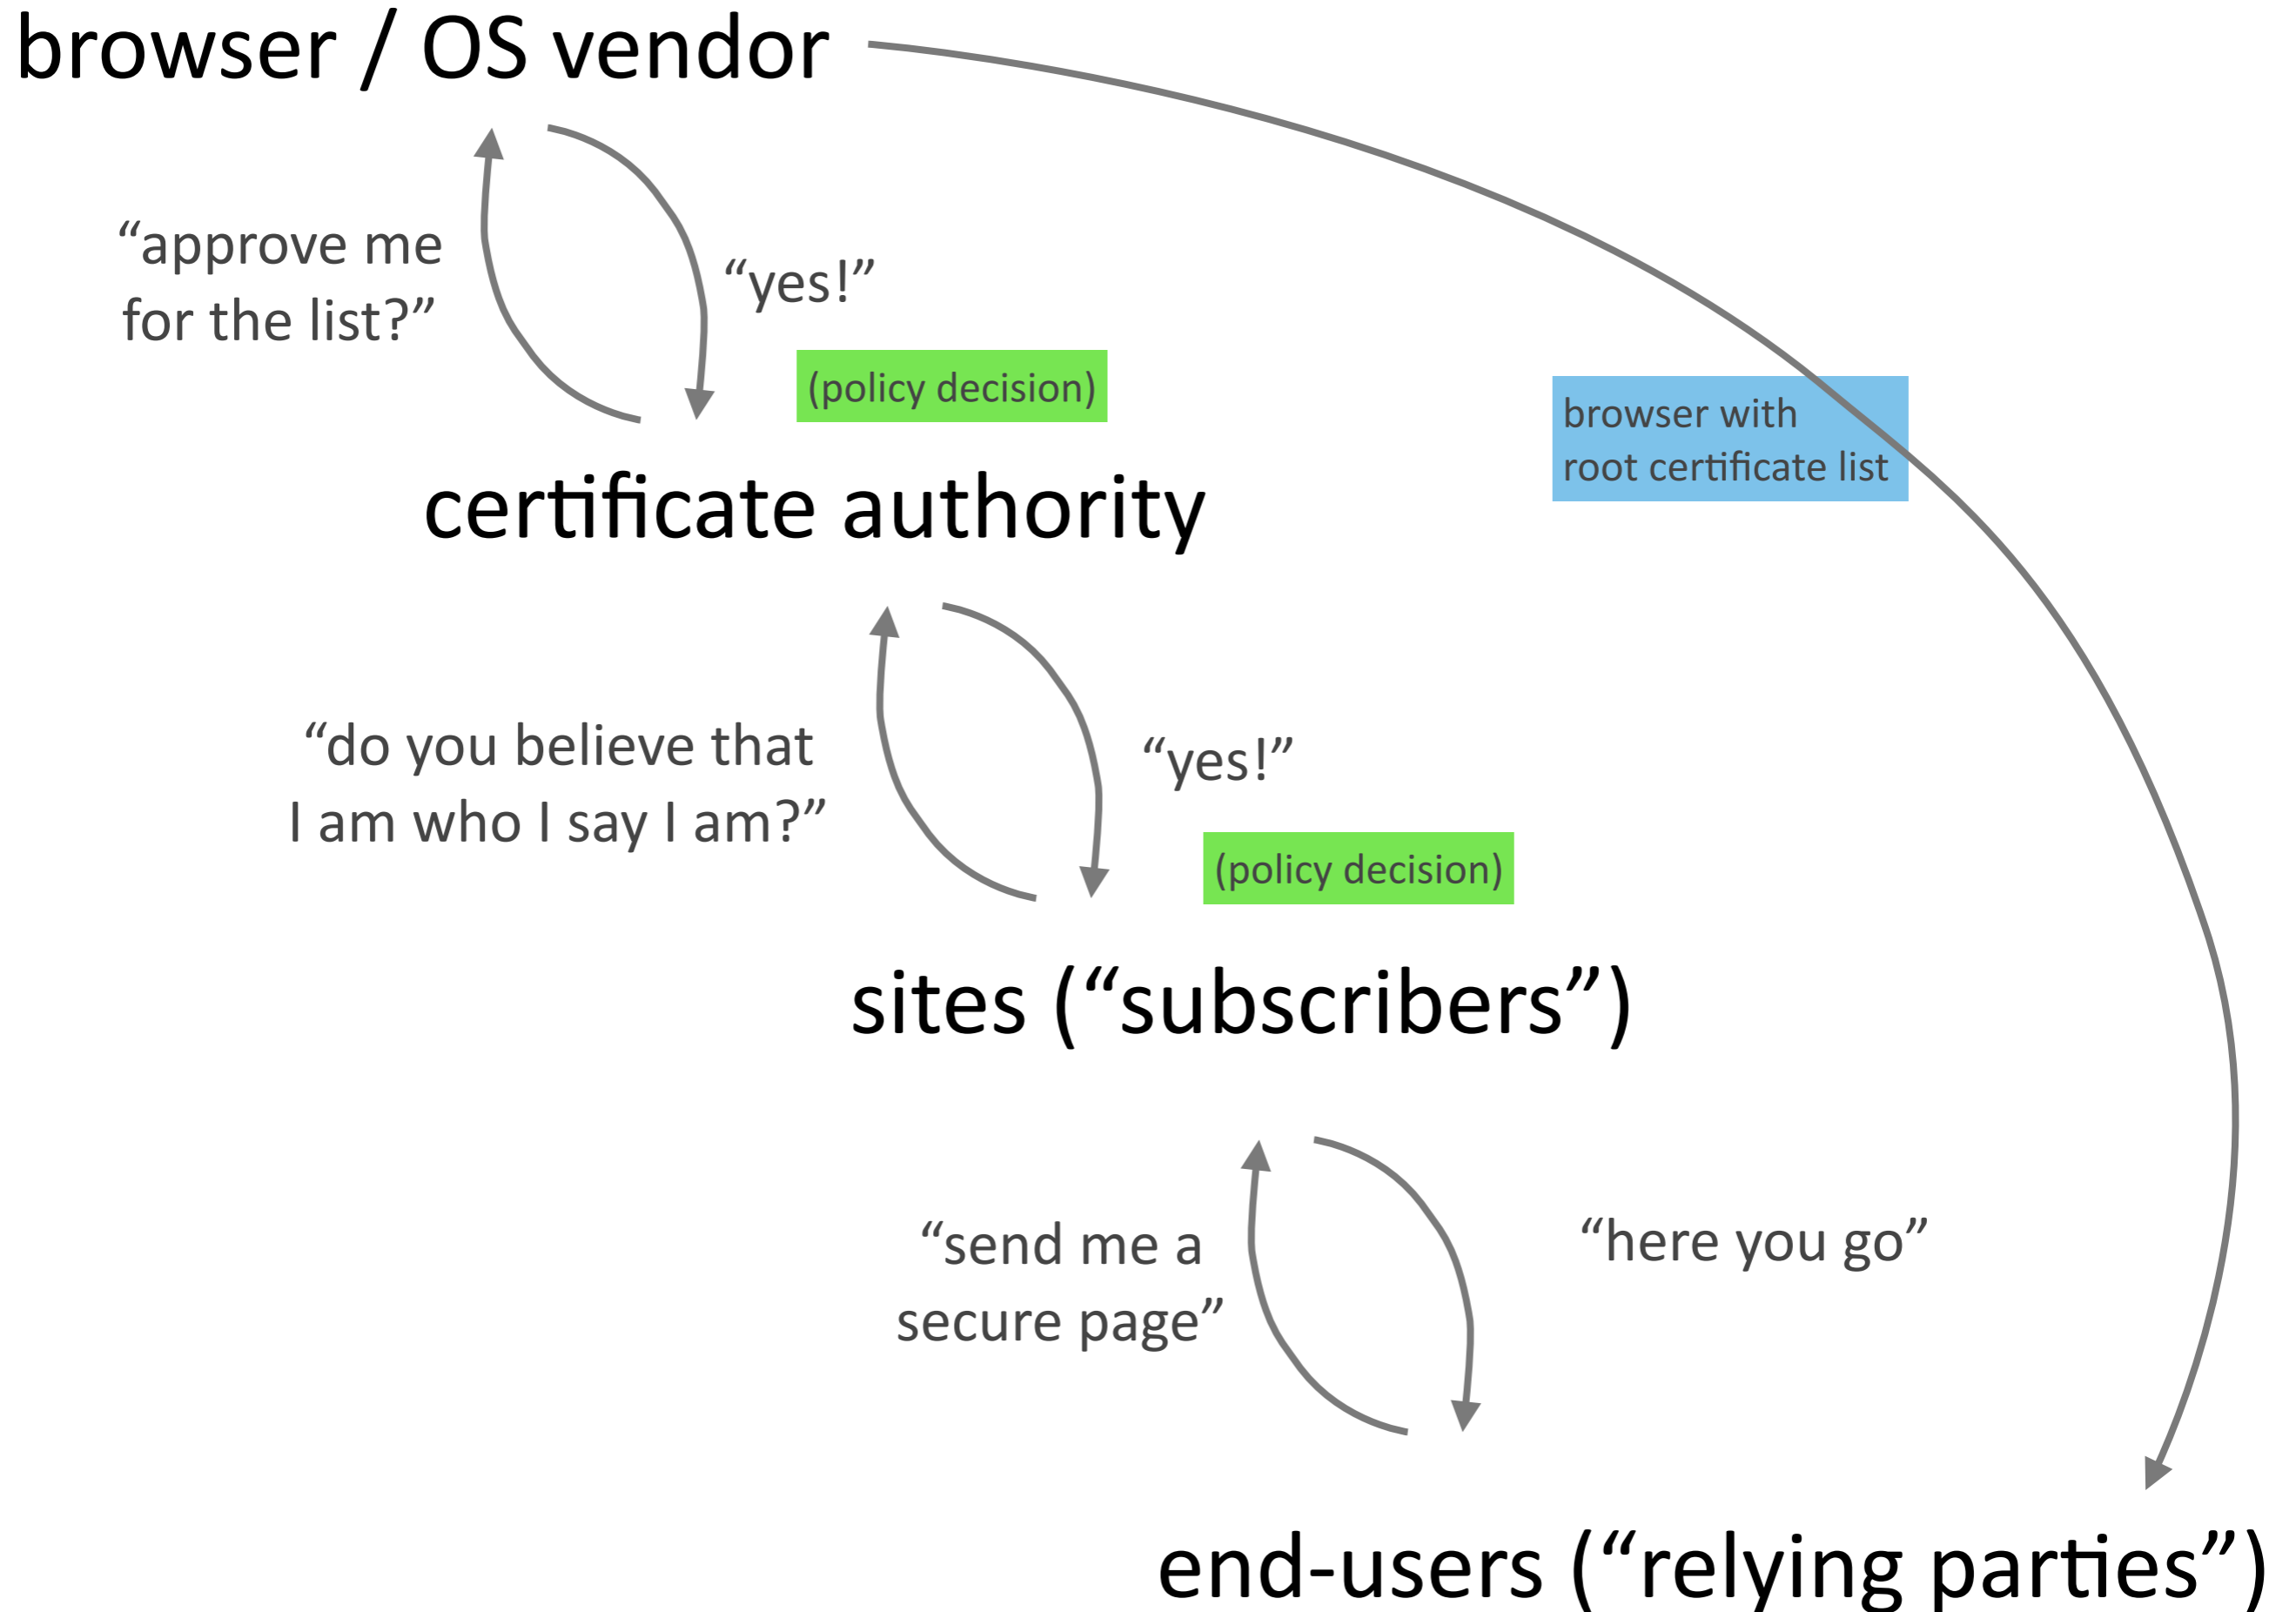 browser / OS vendor
“approve me
for the list?”
“yes!”
(policy decision)
browser with
root certificate list
certificate authority
“do you believe that
I am who I say I am?”
“yes!”
(policy decision)
sites (“subscribers”)
“send me a
secure page”
“here you go”
end-users (“relying parties”)